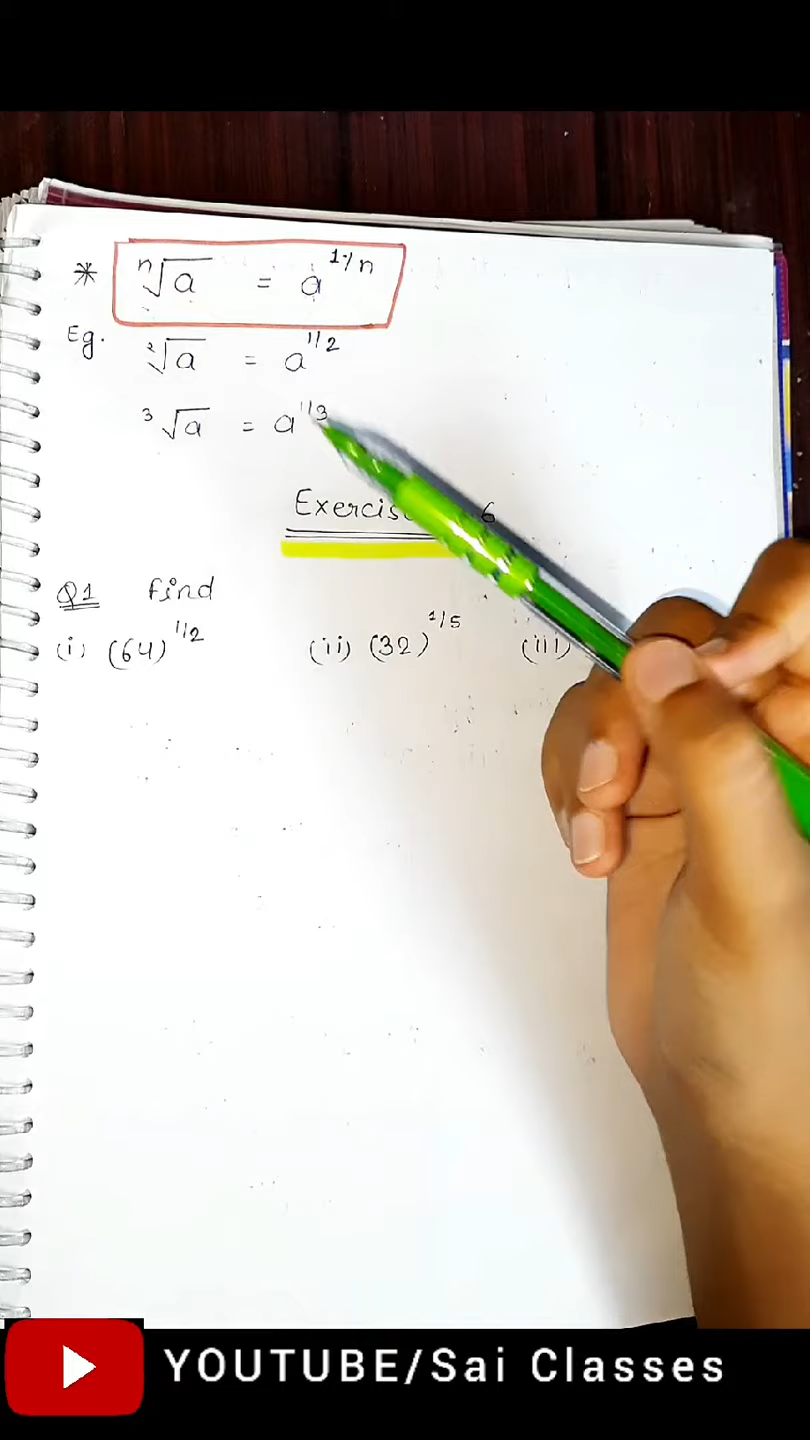 * ⁿ√a = a^1/n
Eg. ²√a = a^1/2
³√a = a^1/3
6
Q1 Find
(i) (64)^1/2 (ii) (32)^1/5 (iii)
YOUTUBE/Sai Classes